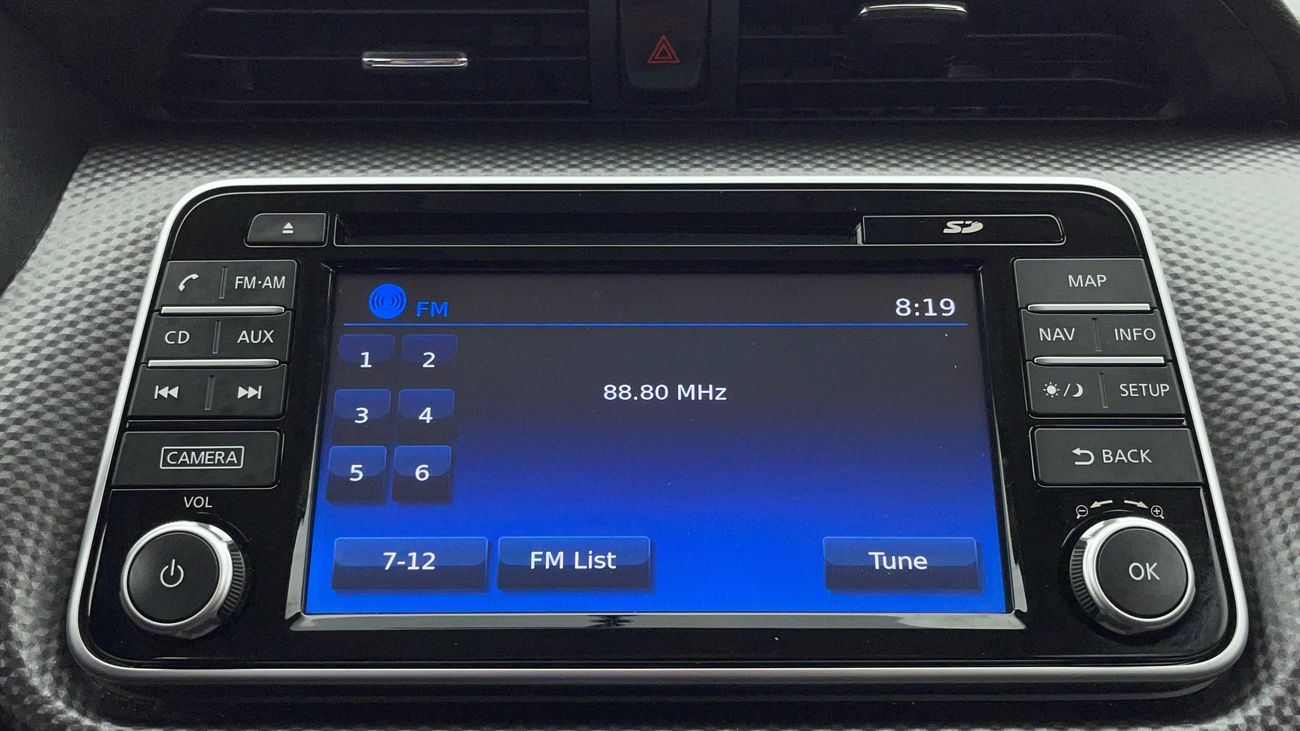 SD
FM·AM
MAP
FM
8:19
CD
AUX
NAV
INFO
1
2
88.80 MHz
SETUP
3
4
CAMERA
BACK
5
6
VOL
7-12
FM List
Tune
OK